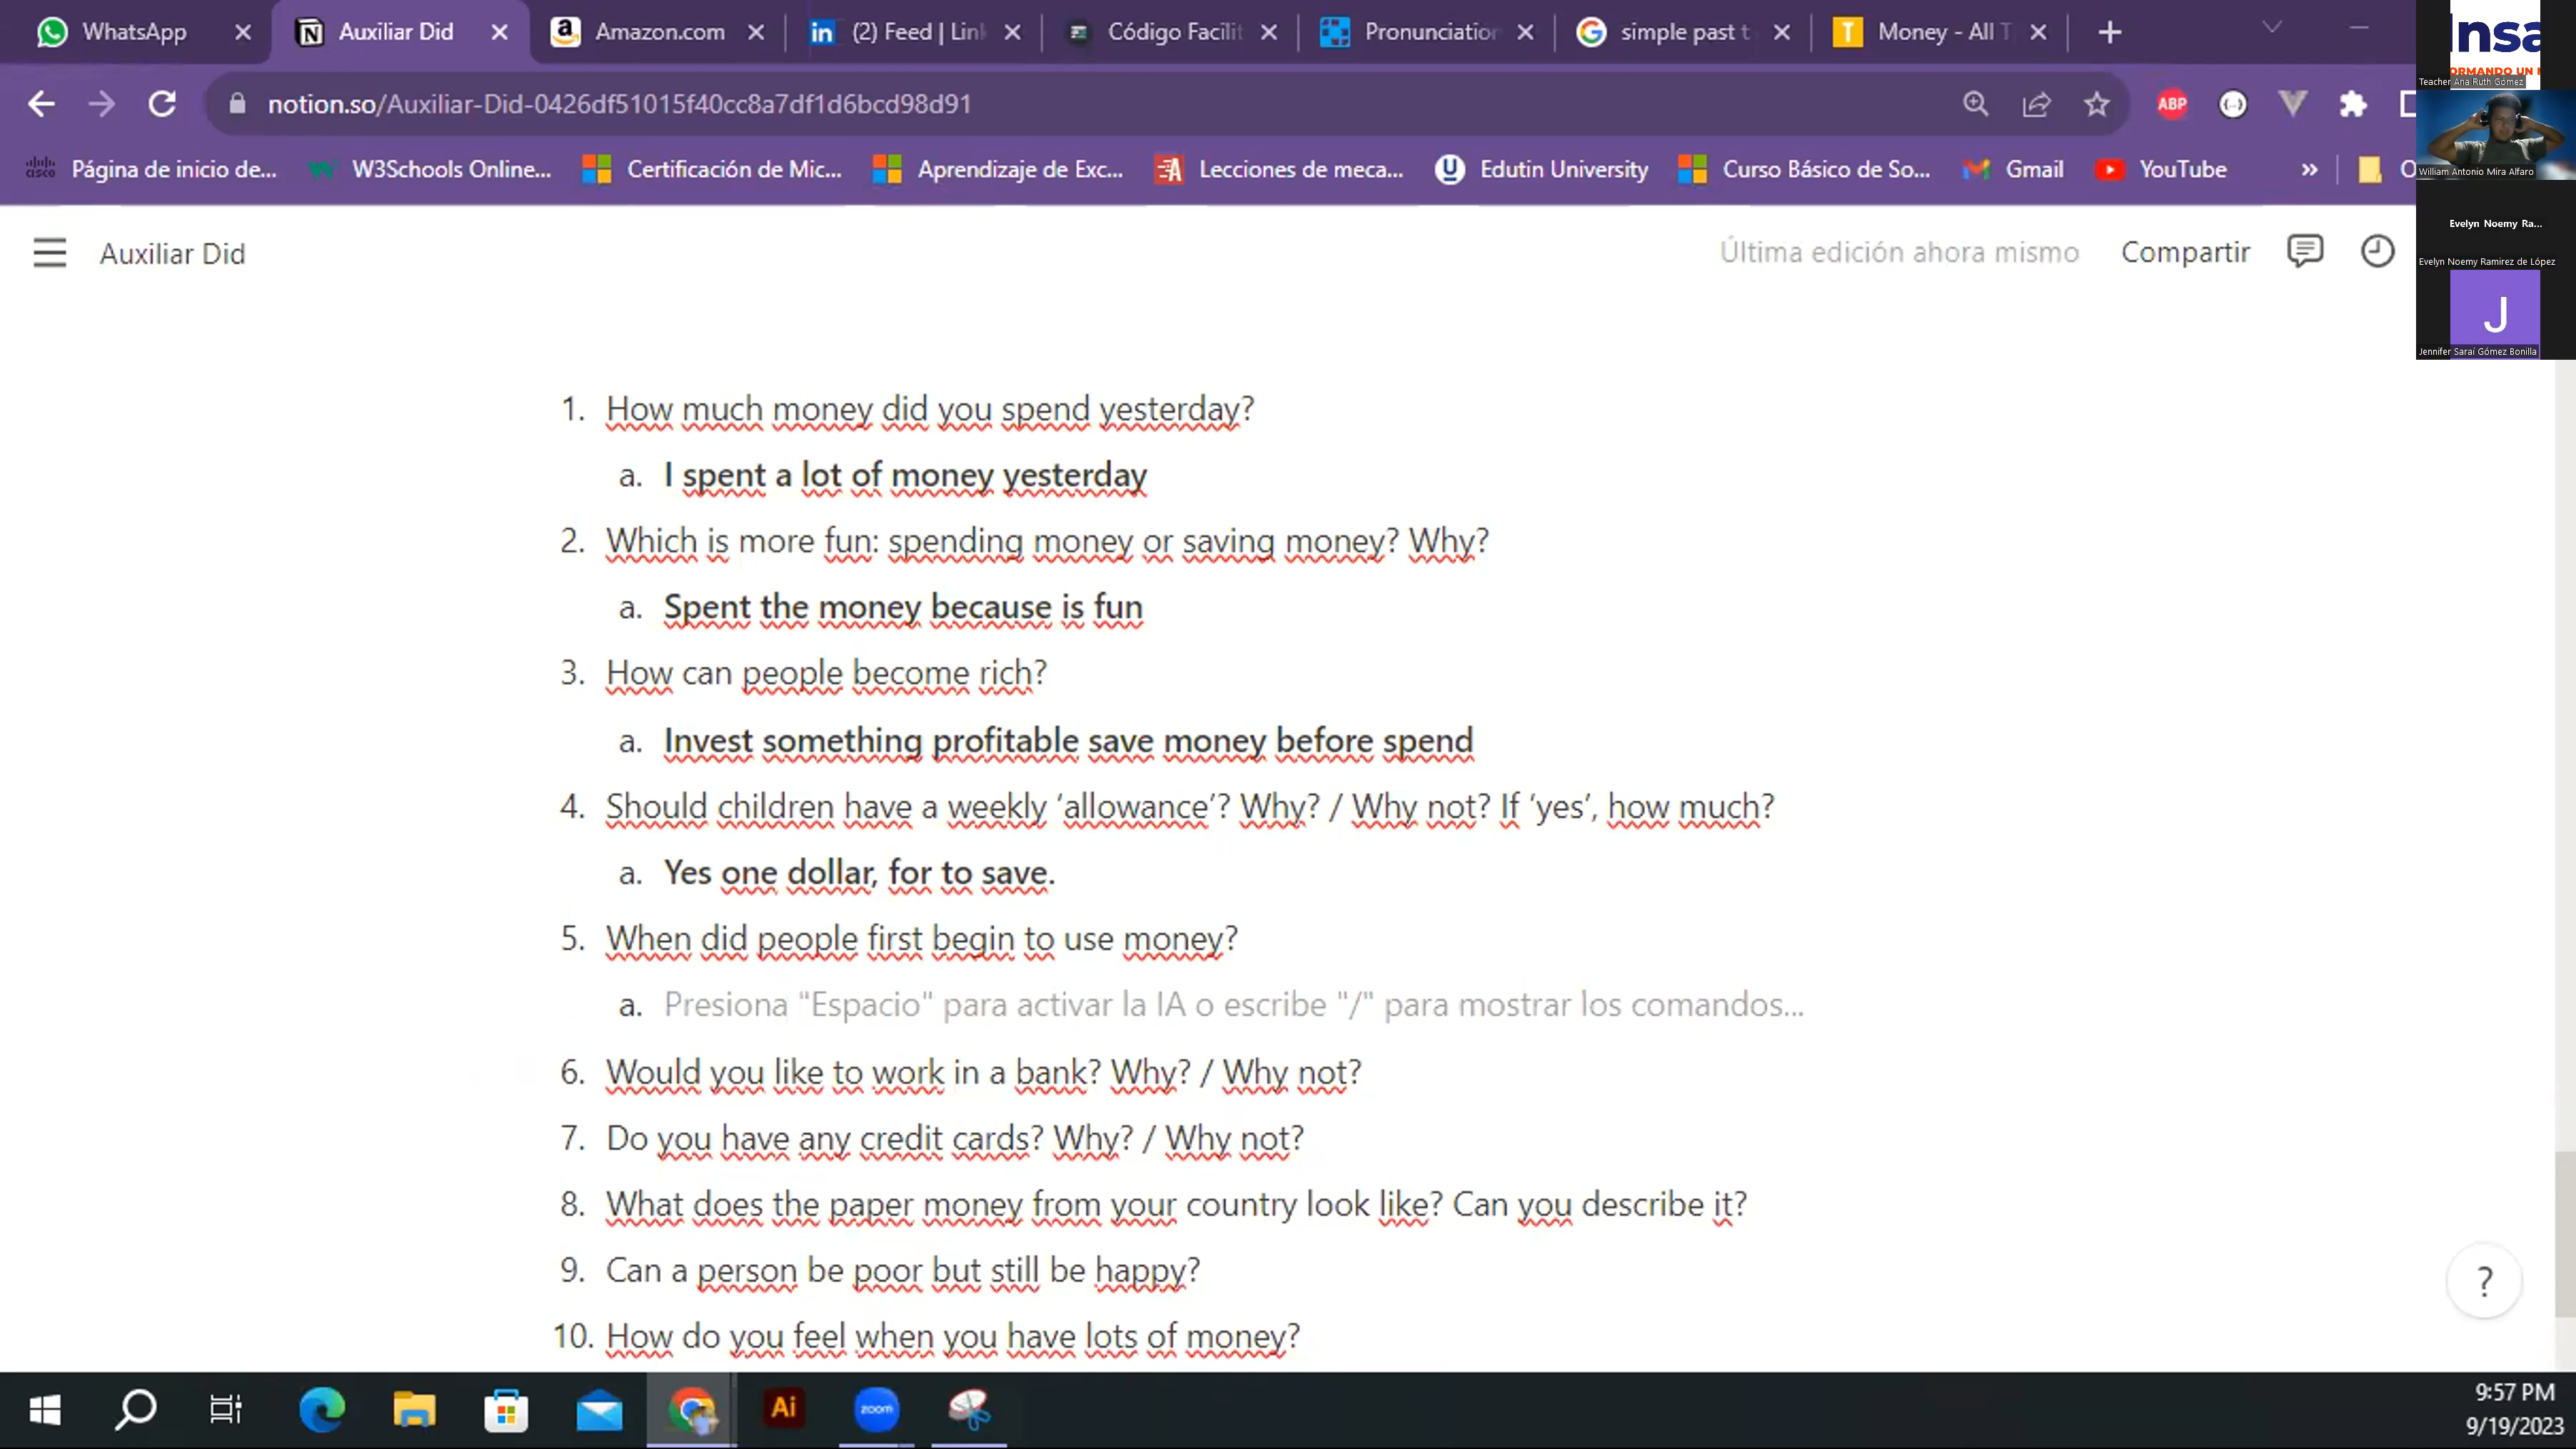 WhatsApp
Auxiliar Did
Amazon.com
(2) Feed | Link
Código Facilit
Pronunciation
simple past t
Money - All T
notion.so/Auxiliar-Did-0426df51015f40cc8a7df1d6bcd98d91
ABP
Página de inicio de...
W3Schools Online...
Certificación de Mic...
Aprendizaje de Exc...
Lecciones de meca...
Edutin University
Curso Básico de So...
Gmail
YouTube
»
Auxiliar Did
Última edición ahora mismo
Compartir
Insa
ORMANDO UN
Teacher Ana Ruth Gómez
William Antonio Mira Alfaro
Evelyn Noemy Ra...
Evelyn Noemy Ramirez de López
J
Jennifer Saraí Gómez Bonilla
1. How much money did you spend yesterday?
a. I spent a lot of money yesterday
2. Which is more fun: spending money or saving money? Why?
a. Spent the money because is fun
3. How can people become rich?
a. Invest something profitable save money before spend
4. Should children have a weekly ‘allowance’? Why? / Why not? If ‘yes’, how much?
a. Yes one dollar, for to save.
5. When did people first begin to use money?
a. Presiona "Espacio" para activar la IA o escribe "/" para mostrar los comandos...
6. Would you like to work in a bank? Why? / Why not?
7. Do you have any credit cards? Why? / Why not?
8. What does the paper money from your country look like? Can you describe it?
9. Can a person be poor but still be happy?
10. How do you feel when you have lots of money?
?
Ai
zoom
9:57 PM
9/19/2023